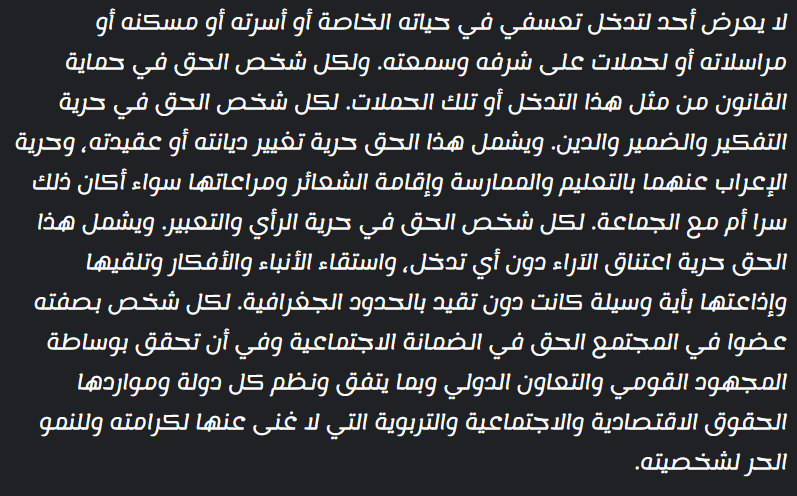 لا يعرض أحد لتدخل تعسفي في حياته الخاصة أو أسرته أو مسكنه أو
مراسلاته أو لحملات على شرفه وسمعته. ولكل شخص الحق في حماية
القانون من مثل هذا التدخل أو تلك الحملات. لكل شخص الحق في حرية
التفكير والضمير والدين. ويشمل هذا الحق حرية تغيير ديانته أو عقيدته، وحرية
الإعراب عنهما بالتعليم والممارسة وإقامة الشعائر ومراعاتها سواء أكان ذلك
سرا أم مع الجماعة. لكل شخص الحق في حرية الرأي والتعبير. ويشمل هذا
الحق حرية اعتناق الآراء دون أي تدخل، واستقاء الأنباء والأفكار وتلقيها
وإذاعتها بأية وسيلة كانت دون تقيد بالحدود الجغرافية. لكل شخص بصفته
عضوا في المجتمع الحق في الضمانة الاجتماعية وفي أن تحقق بوساطة
المجهود القومي والتعاون الدولي وبما يتفق ونظم كل دولة ومواردها
الحقوق الاقتصادية والاجتماعية والتربوية التي لا غنى عنها لكرامته وللنمو
الحر لشخصيته.